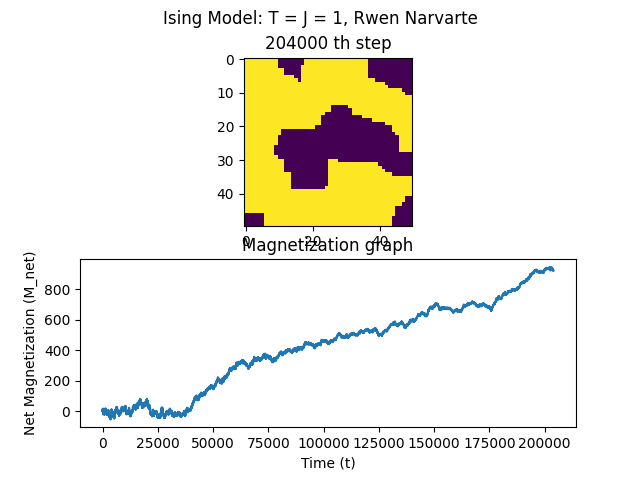 Ising Model: T = J = 1, Rwen Narvarte
204000 th step
0
10
20
30
40
0 20 40
Magnetization graph
Net Magnetization (M_net)
800
600
400
200
0
0 25000 50000 75000 100000 125000 150000 175000 200000
Time (t)